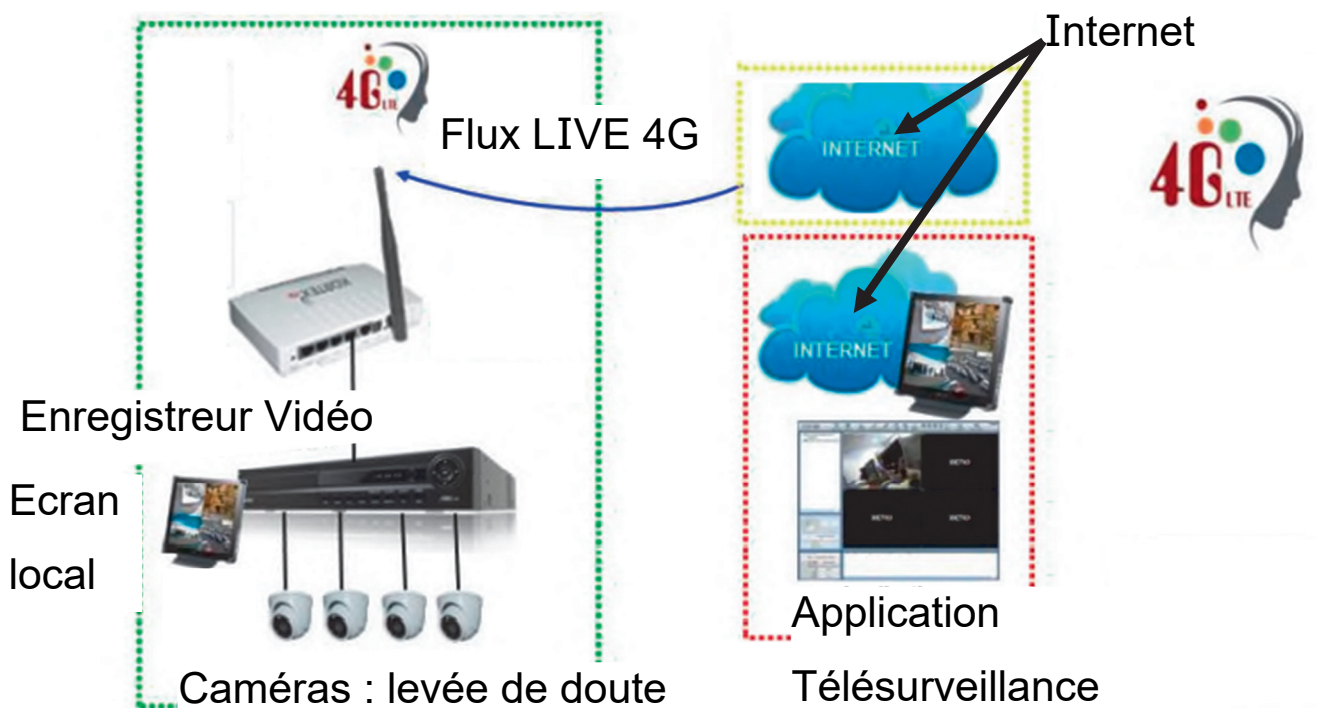 Internet
4G LTE
Flux LIVE 4G
INTERNET
4G LTE
INTERNET
Enregistreur Vidéo
Ecran
local
Application
Caméras : levée de doute
Télésurveillance